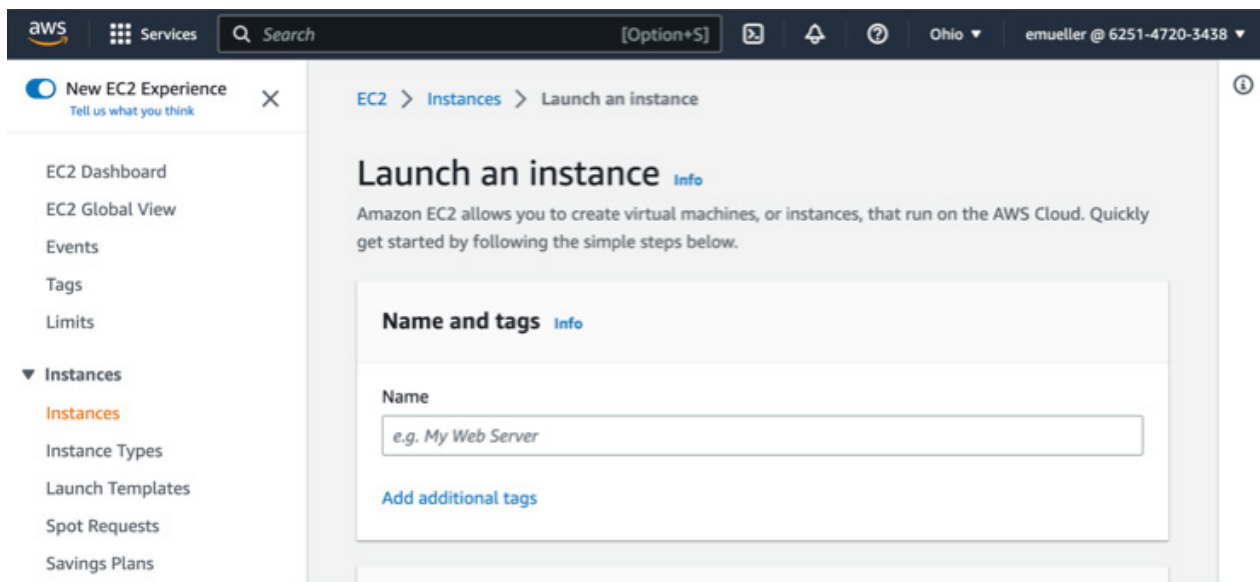 aws Services Search [Option+S] Ohio ▼ emueller @ 6251-4720-3438 ▼
New EC2 Experience
Tell us what you think
EC2 Dashboard
EC2 Global View
Events
Tags
Limits
▼ Instances
Instances
Instance Types
Launch Templates
Spot Requests
Savings Plans
EC2 > Instances > Launch an instance
Launch an instance Info
Amazon EC2 allows you to create virtual machines, or instances, that run on the AWS Cloud. Quickly
get started by following the simple steps below.
Name and tags Info
Name
e.g. My Web Server
Add additional tags